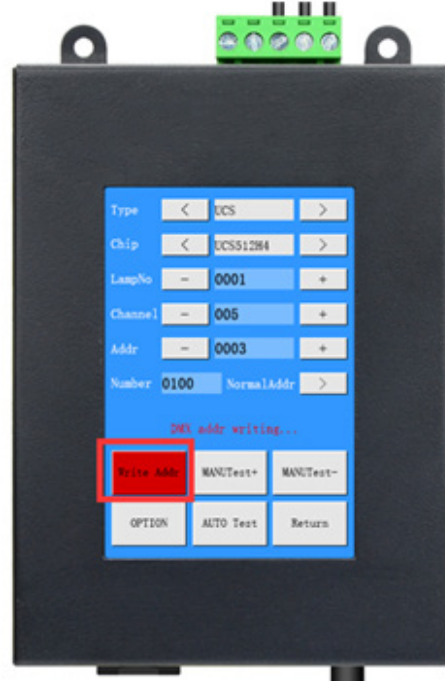 Type < UCS >
Chip < UCS512H4 >
LampNo - 0001 +
Channel - 005 +
Addr - 0003 +
Number 0100 NormalAddr >
DMX addr writing...
Write Addr MANUTest+ MANUTest-
OPTION AUTO Test Return